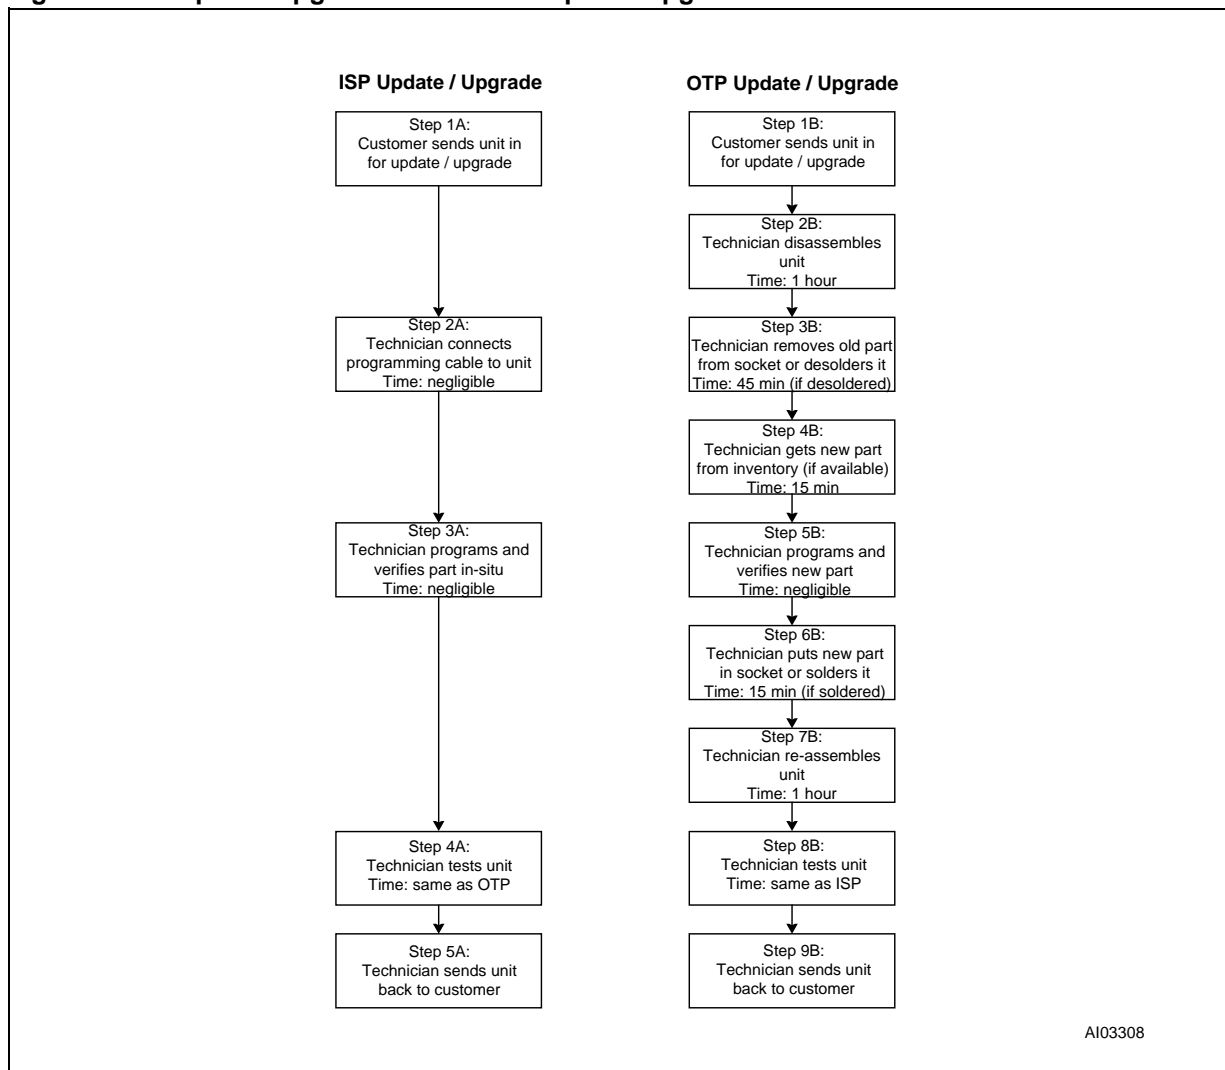 ISP Update / Upgrade
Step 1A:
Customer sends unit in
for update / upgrade
Step 2A:
Technician connects
programming cable to unit
Time: negligible
Step 3A:
Technician programs and
verifies part in-situ
Time: negligible
Step 4A:
Technician tests unit
Time: same as OTP
Step 5A:
Technician sends unit
back to customer
OTP Update / Upgrade
Step 1B:
Customer sends unit in
for update / upgrade
Step 2B:
Technician disassembles
unit
Time: 1 hour
Step 3B:
Technician removes old part
from socket or desolders it
Time: 45 min (if desoldered)
Step 4B:
Technician gets new part
from inventory (if available)
Time: 15 min
Step 5B:
Technician programs and
verifies new part
Time: negligible
Step 6B:
Technician puts new part
in socket or solders it
Time: 15 min (if soldered)
Step 7B:
Technician re-assembles
unit
Time: 1 hour
Step 8B:
Technician tests unit
Time: same as ISP
Step 9B:
Technician sends unit
back to customer
AI03308